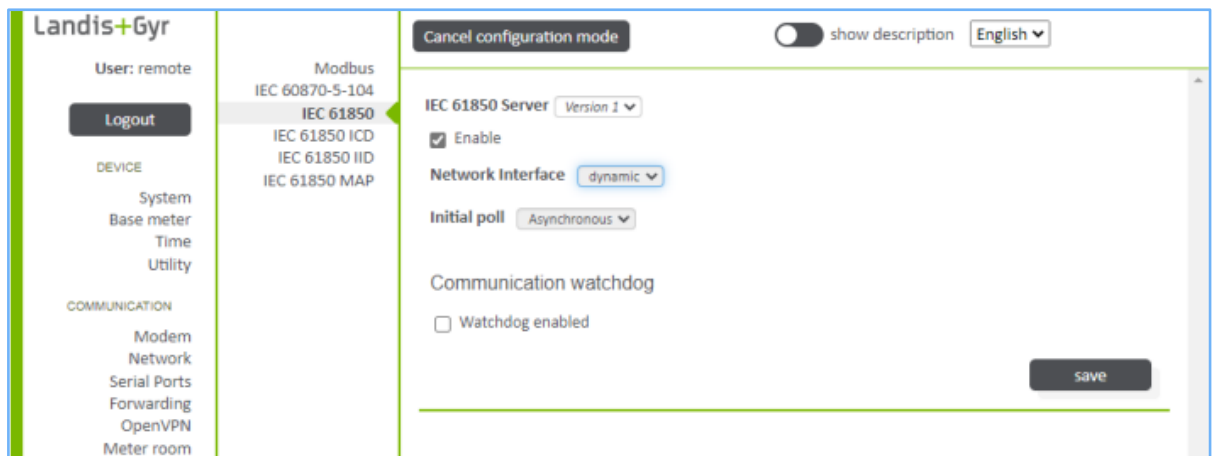 Landis+Gyr
User: remote
Logout
DEVICE
System
Base meter
Time
Utility
COMMUNICATION
Modem
Network
Serial Ports
Forwarding
OpenVPN
Meter room
Modbus
IEC 60870-5-104
IEC 61850
IEC 61850 ICD
IEC 61850 IID
IEC 61850 MAP
Cancel configuration mode
show description
English
IEC 61850 Server Version 1
Enable
Network Interface dynamic
Initial poll Asynchronous
Communication watchdog
Watchdog enabled
save